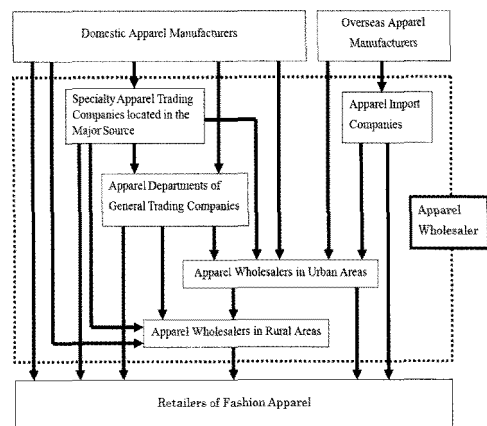 Domestic Apparel Manufacturers
Overseas Apparel
Manufacturers
Specialty Apparel Trading
Companies located in the
Major Source
Apparel Import
Companies
Apparel Departments of
General Trading Companies
Apparel
Wholesaler
Apparel Wholesalers in Urban Areas
Apparel Wholesalers in Rural Areas
Retailers of Fashion Apparel